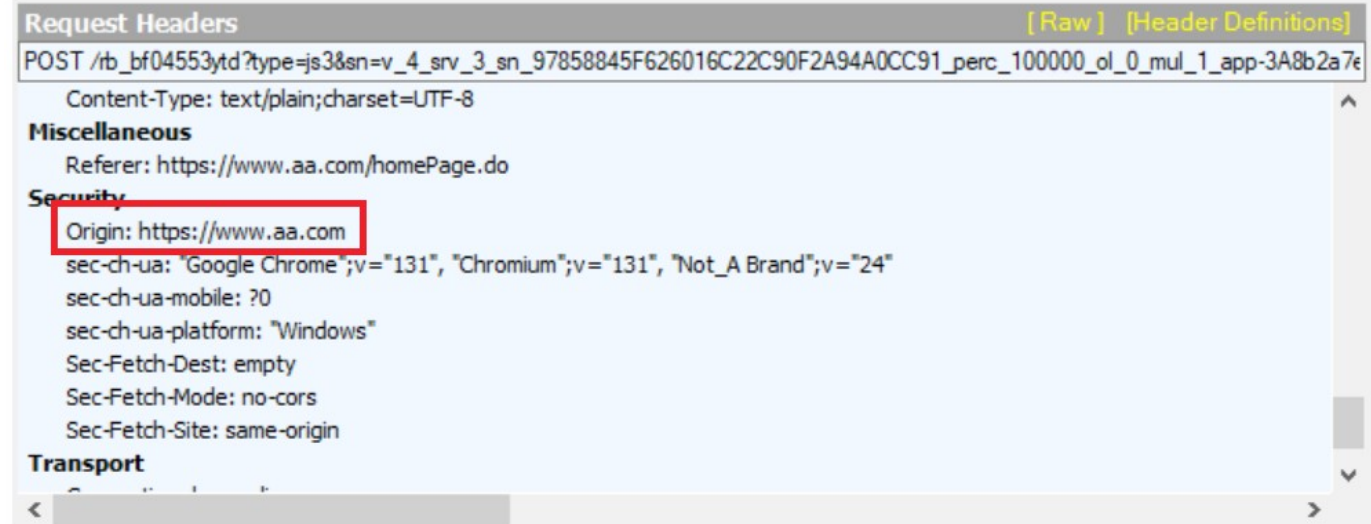 Request Headers [ Raw ] [Header Definitions]
POST /rb_bf04553ytd?type=js3&sn=v_4_srv_3_sn_97858845F626016C22C90F2A94A0CC91_perc_100000_ol_0_mul_1_app-3A8b2a7e
Content-Type: text/plain;charset=UTF-8
Miscellaneous
Referer: https://www.aa.com/homePage.do
Security
Origin: https://www.aa.com
sec-ch-ua: "Google Chrome";v="131", "Chromium";v="131", "Not_A Brand";v="24"
sec-ch-ua-mobile: ?0
sec-ch-ua-platform: "Windows"
Sec-Fetch-Dest: empty
Sec-Fetch-Mode: no-cors
Sec-Fetch-Site: same-origin
Transport